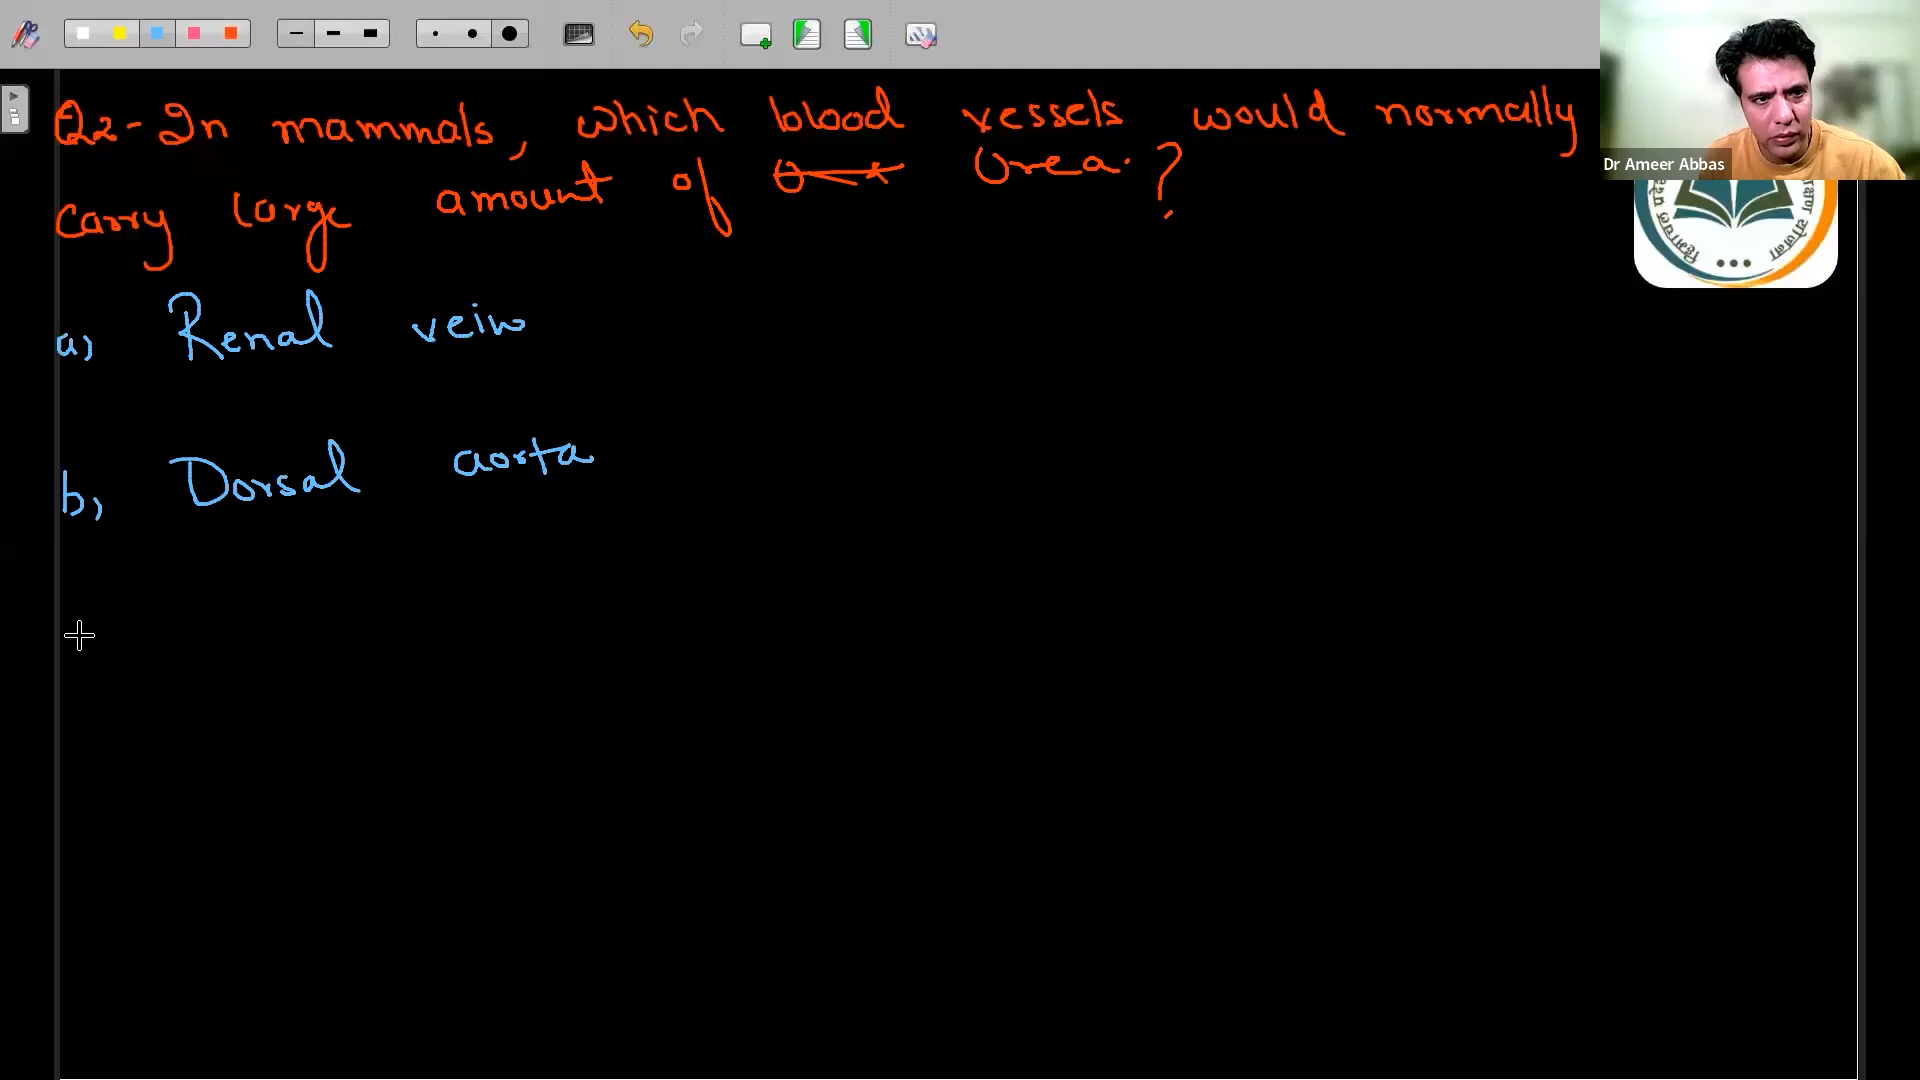 Dr Ameer Abbas
Q2- In mammals, which blood vessels would normally
carry large amount of Urea. ?
a) Renal vein
b) Dorsal aorta